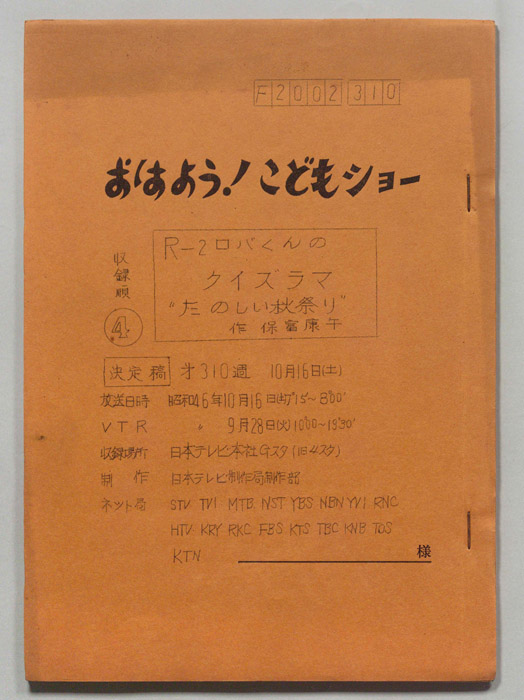 F2002310
おはよう!こどもショー
R-2ロバくんの
クイズラマ
"たのしい秋祭り"
作 保富康午
収録順
4
決定稿 才310週 10月16日(土)
放送日時 昭和46年10月16日(土)7°15~8°00'
VTR 〃 9月28日(火)10°00~19°30'
収録場所 日本テレビ本社Gスタ(旧4スタ)
制作 日本テレビ制作局制作部
ネット局 STV TVI MTB NST YBS NBN YVI RNC
HTV KRY RKC FBS KTS TBC KNB TOS
KTN
様